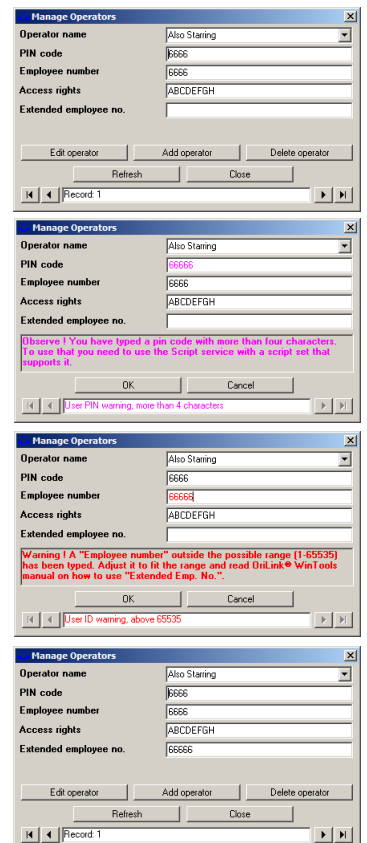 Manage Operators
Operator name Also Starring
PIN code 6666
Employee number 6666
Access rights ABCDEFGH
Extended employee no.
Edit operator Add operator Delete operator
Refresh Close
Record: 1
Manage Operators
Operator name Also Starring
PIN code 66666
Employee number 6666
Access rights ABCDEFGH
Extended employee no.
Observe ! You have typed a pin code with more than four characters.
To use that you need to use the Script service with a script set that
supports it.
OK Cancel
User PIN warning, more than 4 characters
Manage Operators
Operator name Also Starring
PIN code 6666
Employee number 66666
Access rights ABCDEFGH
Extended employee no.
Warning ! A "Employee number" outside the possible range (1-65535)
has been typed. Adjust it to fit the range and read OriLink® WinTools
manual on how to use "Extended Emp. No.".
OK Cancel
User ID warning, above 65535
Manage Operators
Operator name Also Starring
PIN code 6666
Employee number 6666
Access rights ABCDEFGH
Extended employee no. 66666
Edit operator Add operator Delete operator
Refresh Close
Record: 1